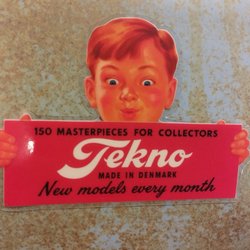 150 MASTERPIECES FOR COLLECTORS
Tekno
MADE IN DENMARK
New models every month